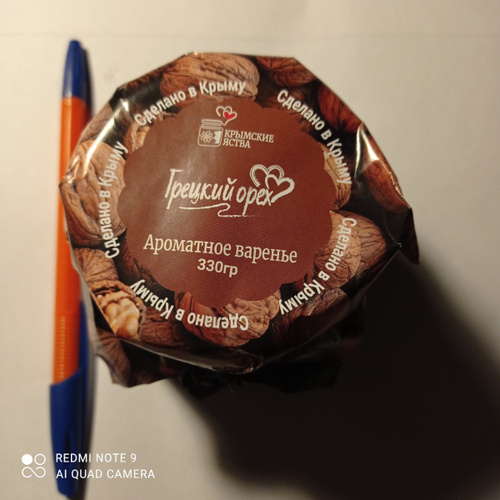 Сделано в Крыму
Сделано в Крыму
Сделано в Крыму
Сделано в Крыму
Сделано в Крыму
КРЫМСКИЕ
ЯСТВА
Грецкий орех
Ароматное варенье
330гр
REDMI NOTE 9
AI QUAD CAMERA